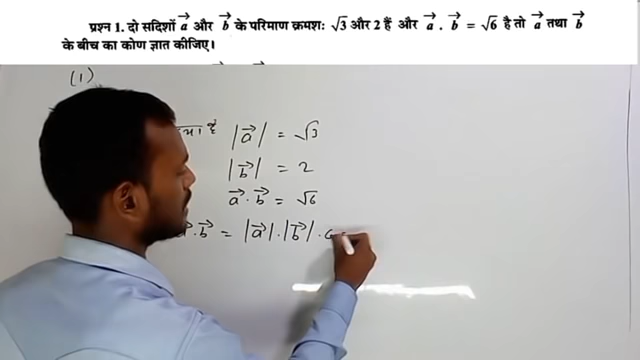 प्रश्न 1. दो सदिशों a⃗ और b⃗ के परिमाण क्रमशः √3 और 2 हैं और a⃗ . b⃗ = √6 है तो a⃗ तथा b⃗
के बीच का कोण ज्ञात कीजिए।
(1)
है |a⃗| = √3
|b⃗| = 2
a⃗ . b⃗ = √6
. b⃗ = |a⃗| . |b⃗| . c